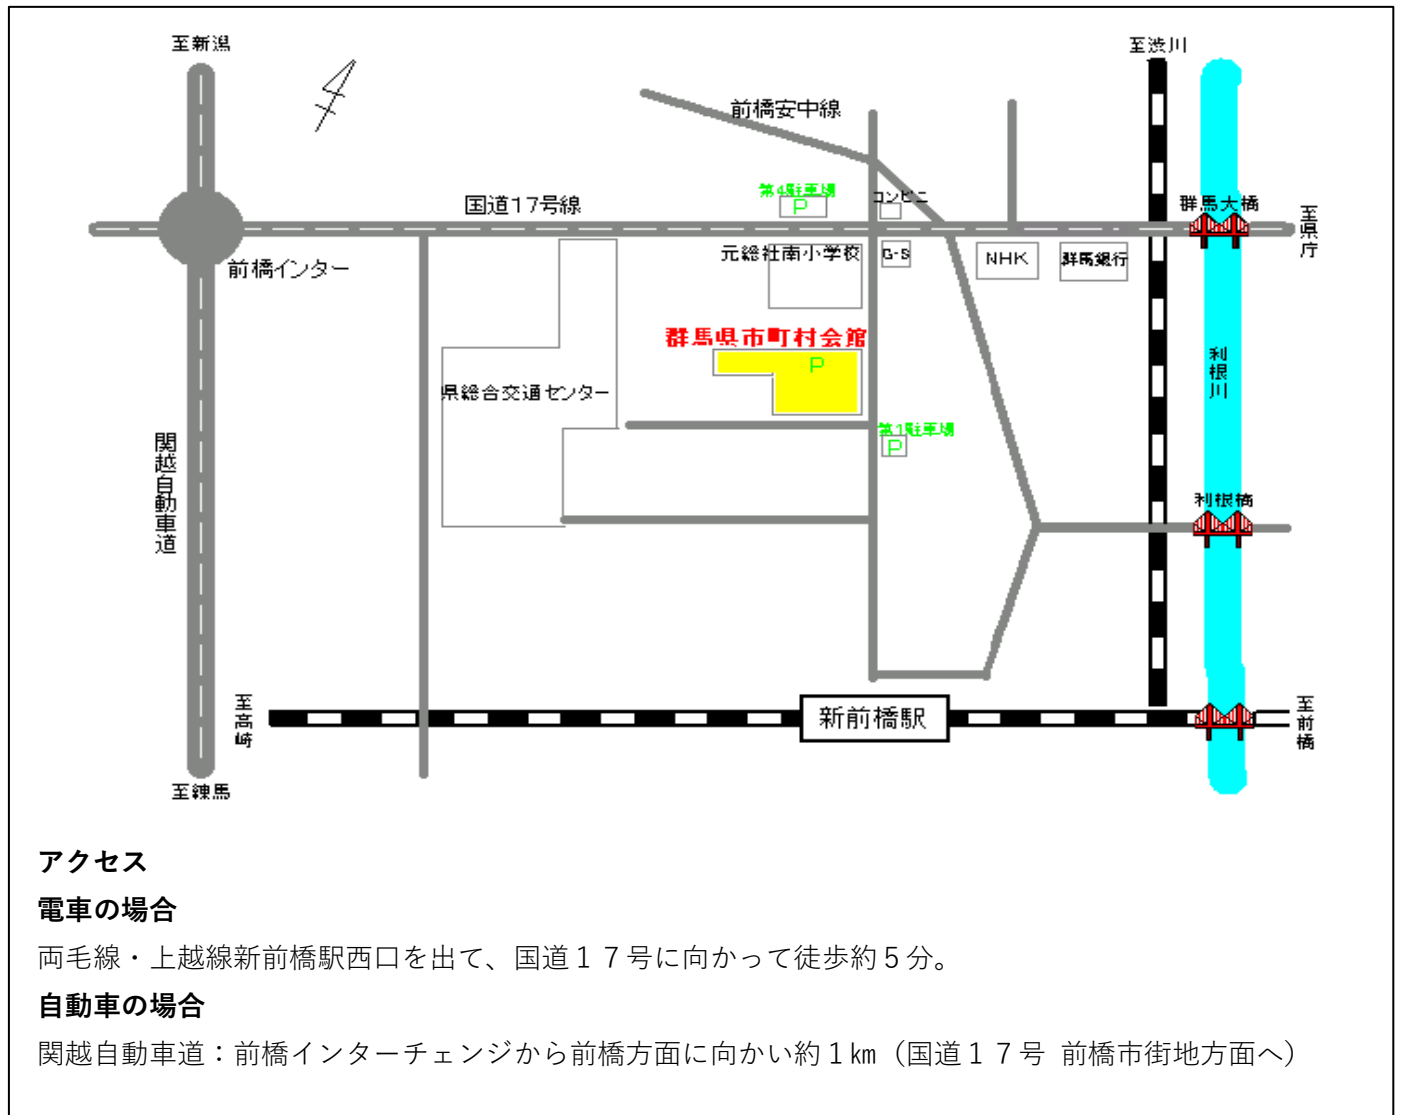 至新潟
至渋川
前橋安中線
第4駐車場
P
コンビニ
国道17号線
群馬大橋
至県庁
前橋インター
元総社南小学校
G・S
NHK
群馬銀行
群馬県市町村会館
P
利根川
県総合交通センター
第1駐車場
P
関越自動車道
利根橋
至高崎
新前橋駅
至前橋
至練馬
アクセス
電車の場合
両毛線・上越線新前橋駅西口を出て、国道17号に向かって徒歩約5分。
自動車の場合
関越自動車道：前橋インターチェンジから前橋方面に向かい約1km（国道17号 前橋市街地方面へ）